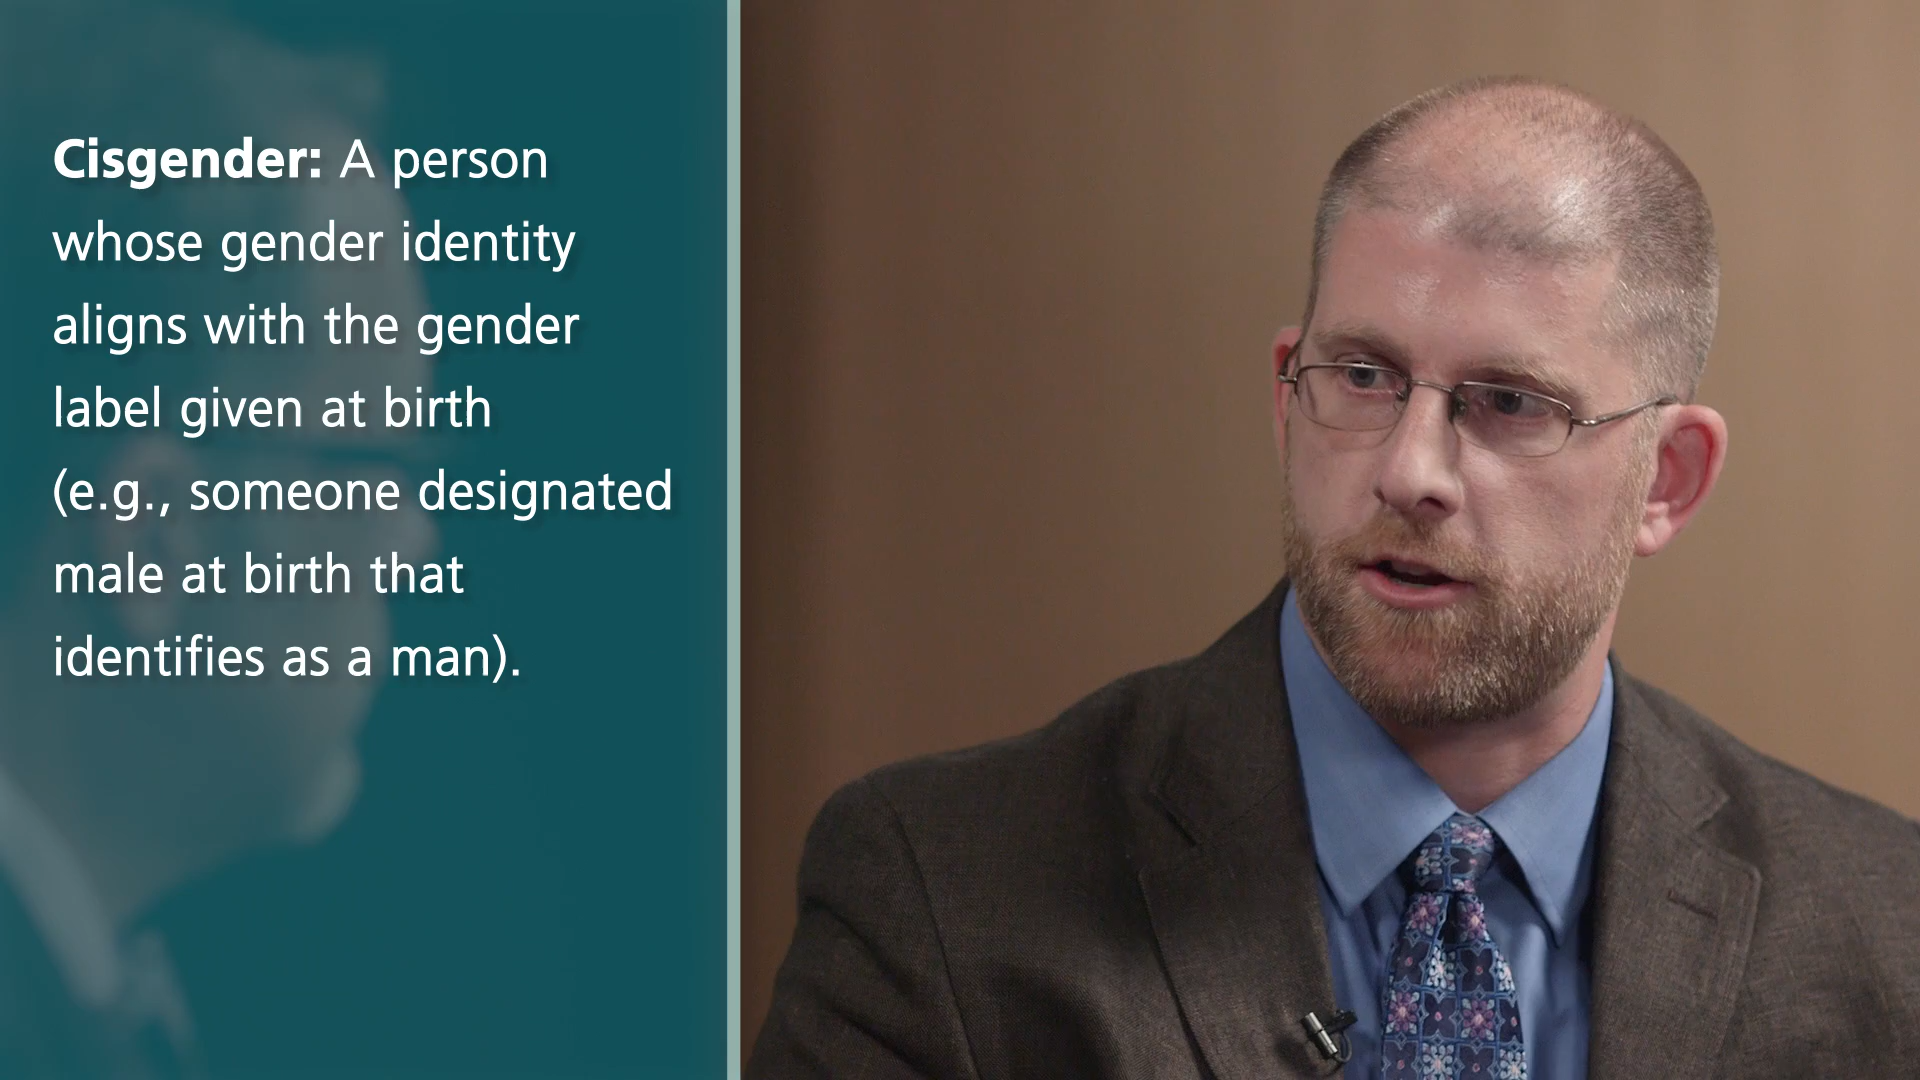 Cisgender: A person
whose gender identity
aligns with the gender
label given at birth
(e.g., someone designated
male at birth that
identifies as a man).